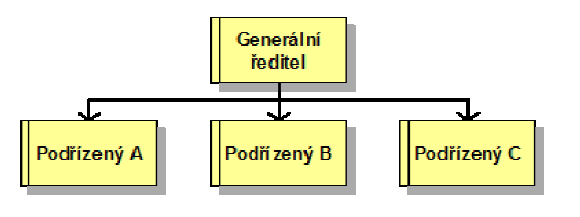 Generální
ředitel
Podřízený A
Podřízený B
Podřízený C